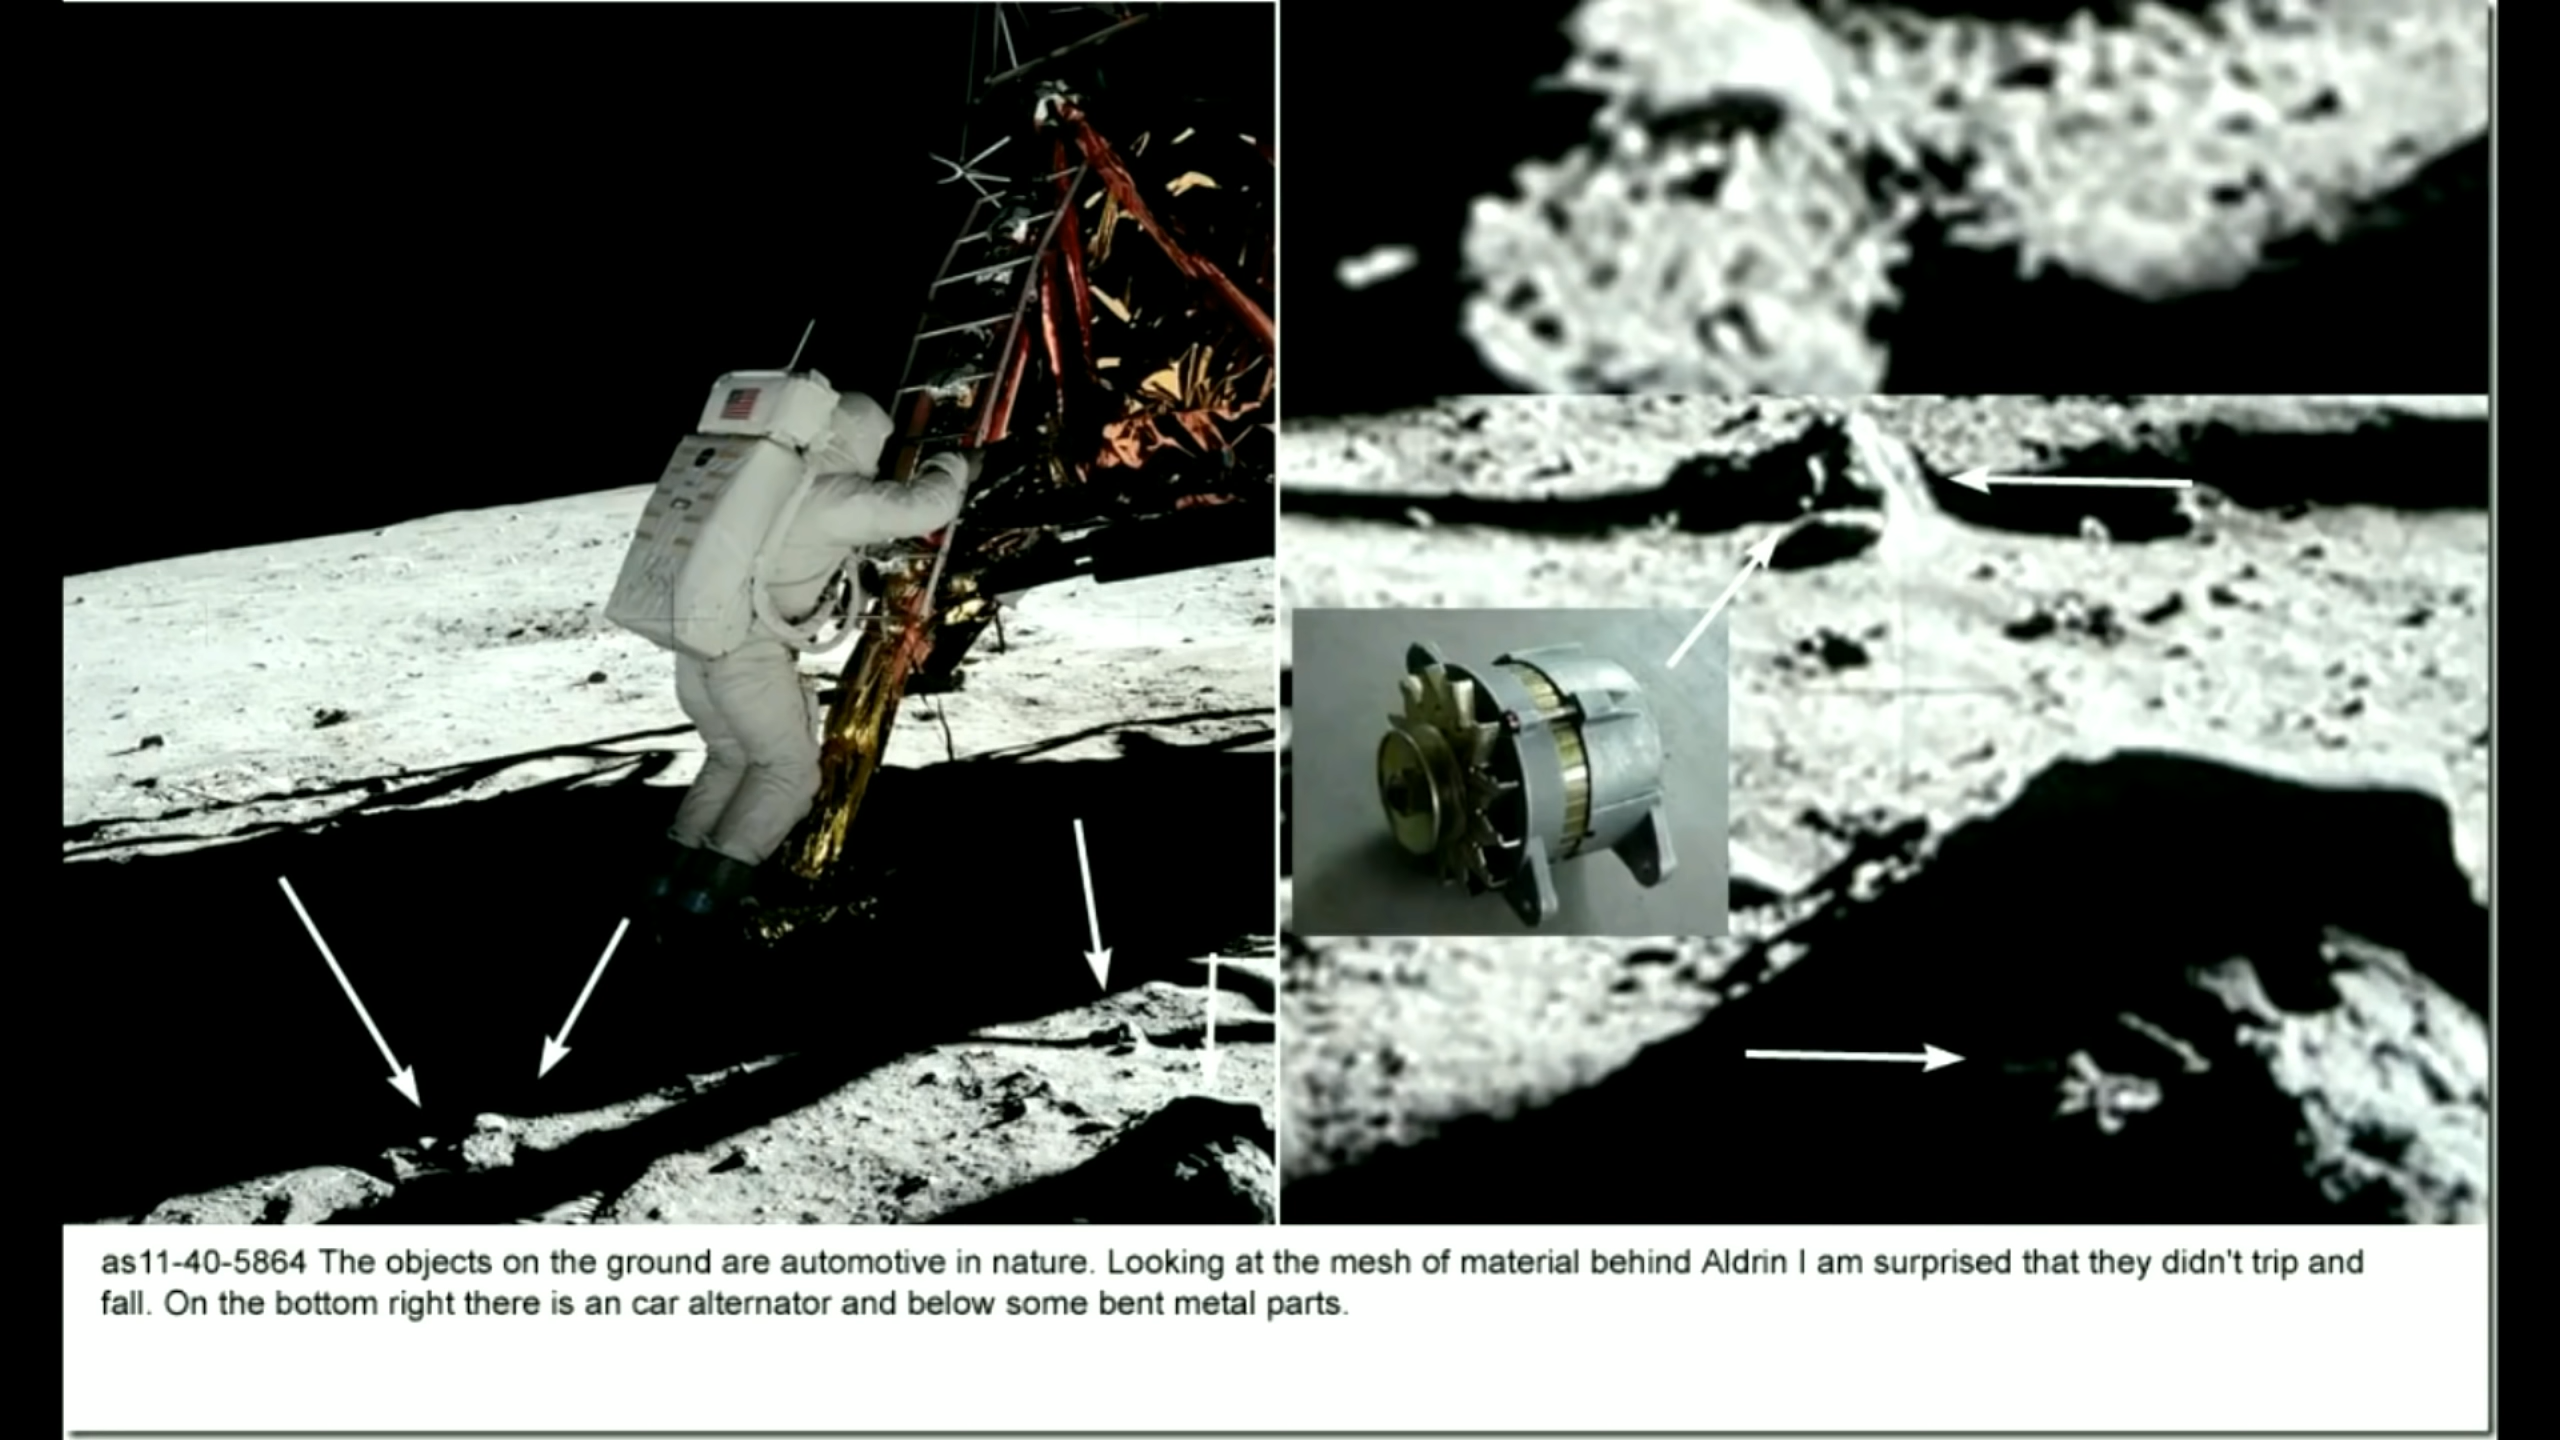 as11-40-5864 The objects on the ground are automotive in nature. Looking at the mesh of material behind Aldrin I am surprised that they didn't trip and
fall. On the bottom right there is an car alternator and below some bent metal parts.